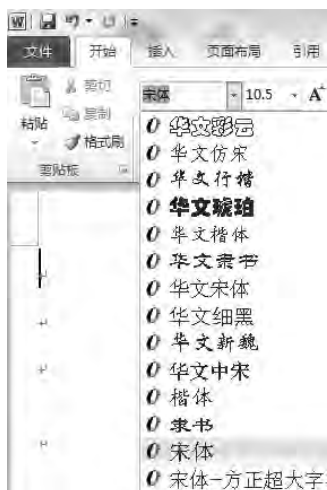 文件 开始 插入 页面布局 引用
剪切
宋体 10.5 A
复制
粘贴
格式刷
剪贴板
华文彩云
华文仿宋
华文行楷
华文琥珀
华文楷体
华文隶书
华文宋体
华文细黑
华文新魏
华文中宋
楷体
隶书
宋体
宋体-方正超大字